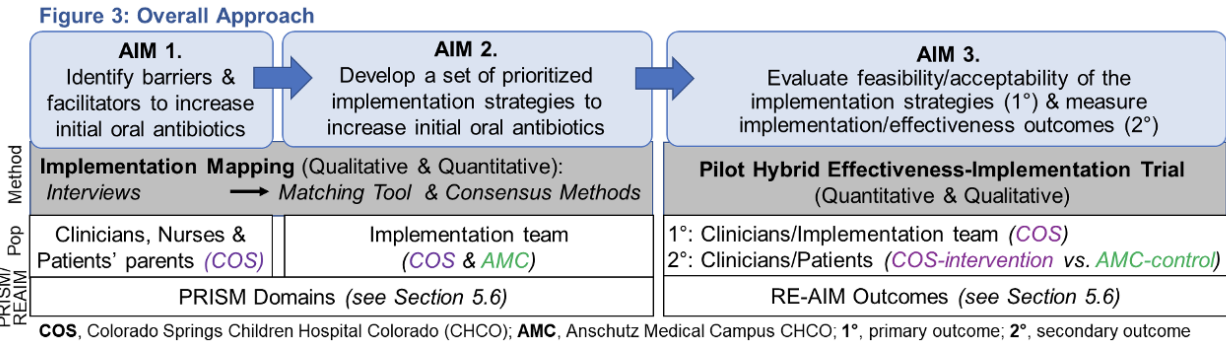 Figure 3: Overall Approach
AIM 1.
Identify barriers &
facilitators to increase
initial oral antibiotics
AIM 2.
Develop a set of prioritized
implementation strategies to
increase initial oral antibiotics
AIM 3.
Evaluate feasibility/acceptability of the
implementation strategies (1°) & measure
implementation/effectiveness outcomes (2°)
Method
Implementation Mapping (Qualitative & Quantitative):
Interviews
Matching Tool & Consensus Methods
Pilot Hybrid Effectiveness-Implementation Trial
(Quantitative & Qualitative)
Pop
Clinicians, Nurses &
Patients' parents (COS)
Implementation team
(COS & AMC)
1°: Clinicians/Implementation team (COS)
2°: Clinicians/Patients (COS-intervention vs. AMC-control)
PRISM/
REAIM
PRISM Domains (see Section 5.6)
RE-AIM Outcomes (see Section 5.6)
COS, Colorado Springs Children Hospital Colorado (CHCO); AMC, Anschutz Medical Campus CHCO; 1°, primary outcome; 2°, secondary outcome